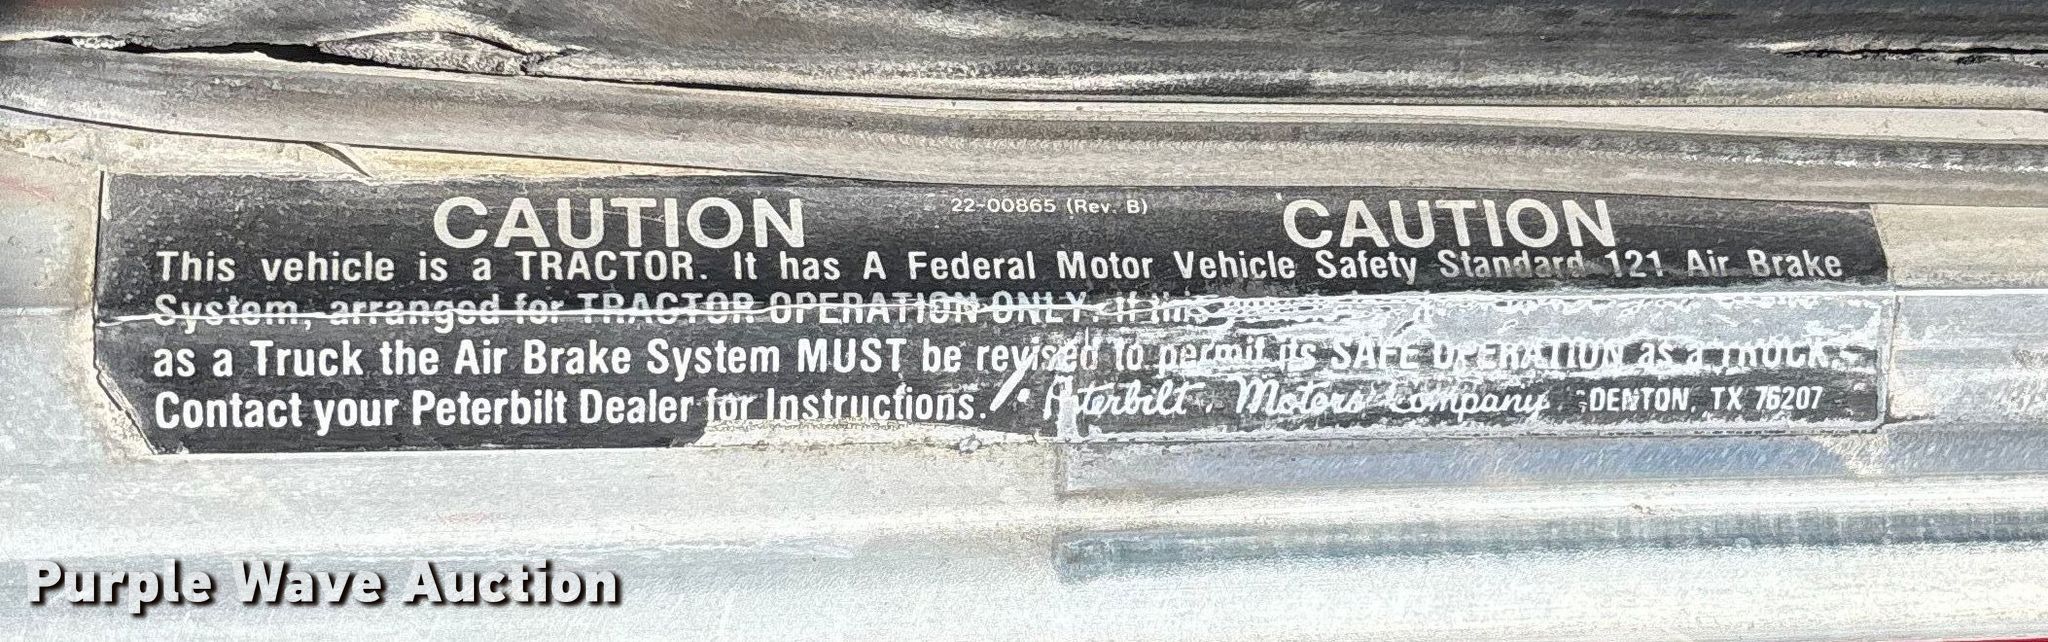 CAUTION 22-00865 (Rev. B) CAUTION
This vehicle is a TRACTOR. It has A Federal Motor Vehicle Safety Standard 121 Air Brake
System, arranged for TRACTOR OPERATION ONLY. If this
as a Truck the Air Brake System MUST be revised to permit its SAFE OPERATION as a TRUCK.
Contact your Peterbilt Dealer for Instructions. Peterbilt Motors Company DENTON, TX 76207
Purple Wave Auction